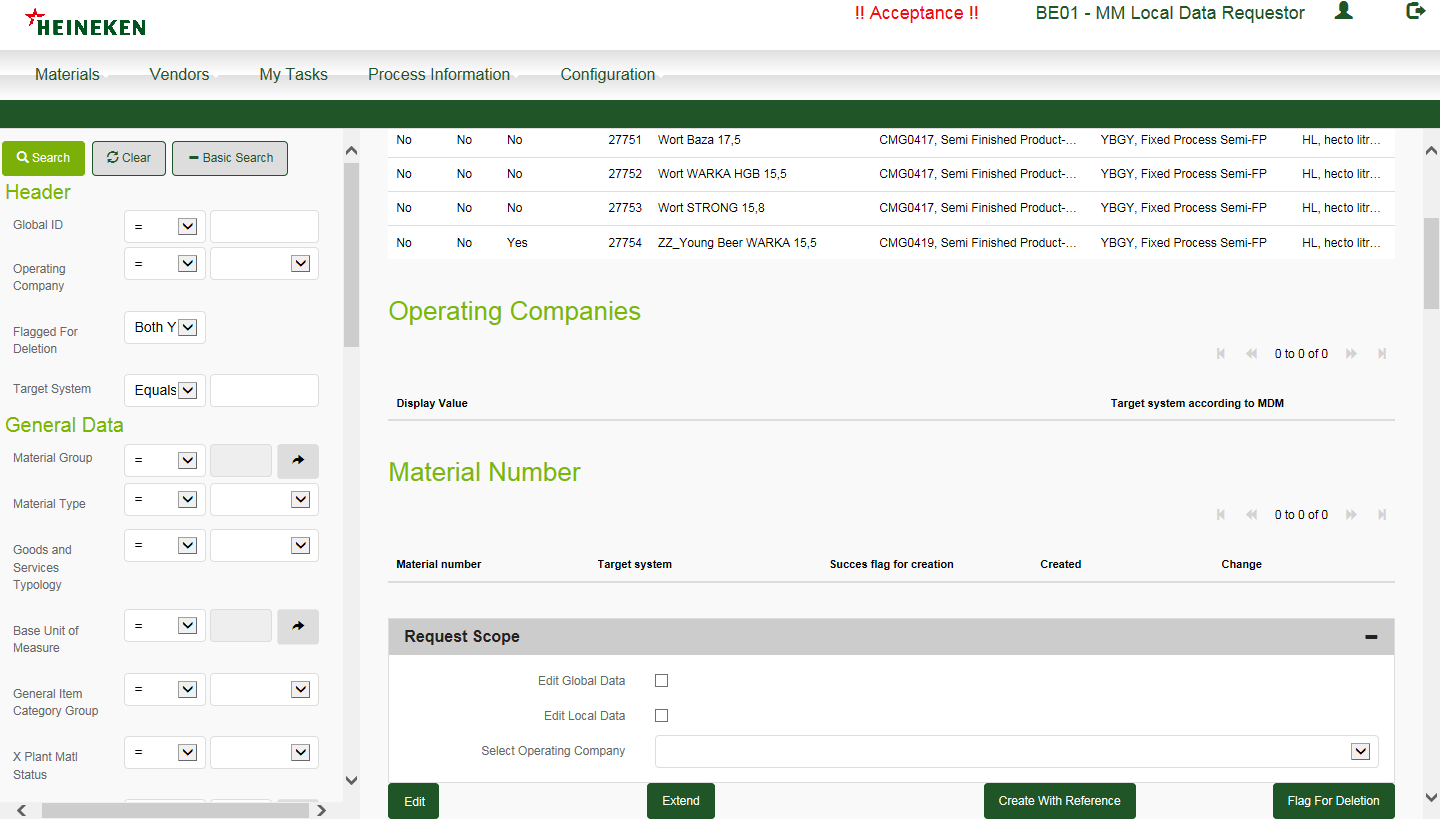 HEINEKEN
!! Acceptance !!
BE01 - MM Local Data Requestor
Materials Vendors My Tasks Process Information Configuration
Search Clear Basic Search
Header
Global ID =
Operating Company =
Flagged For Deletion Both Y
Target System Equals
General Data
Material Group =
Material Type =
Goods and Services Typology =
Base Unit of Measure =
General Item Category Group =
X Plant Matl Status =
No No No 27751 Wort Baza 17,5 CMG0417, Semi Finished Product-... YBGY, Fixed Process Semi-FP HL, hecto litr...
No No No 27752 Wort WARKA HGB 15,5 CMG0417, Semi Finished Product-... YBGY, Fixed Process Semi-FP HL, hecto litr...
No No No 27753 Wort STRONG 15,8 CMG0417, Semi Finished Product-... YBGY, Fixed Process Semi-FP HL, hecto litr...
No No Yes 27754 ZZ_Young Beer WARKA 15,5 CMG0419, Semi Finished Product-... YBGY, Fixed Process Semi-FP HL, hecto litr...
Operating Companies
0 to 0 of 0
Display Value Target system according to MDM
Material Number
0 to 0 of 0
Material number Target system Succes flag for creation Created Change
Request Scope
Edit Global Data
Edit Local Data
Select Operating Company
Edit Extend Create With Reference Flag For Deletion